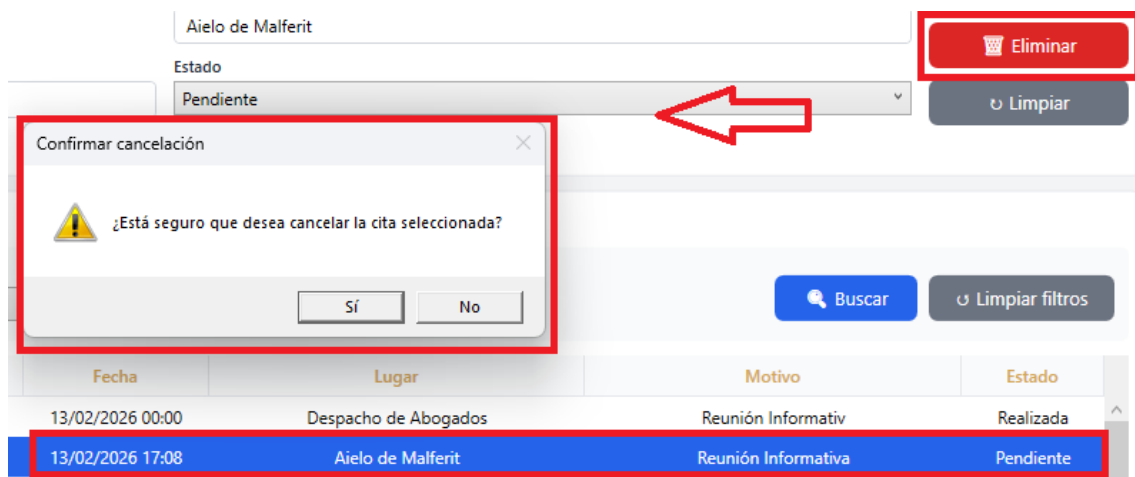 Aielo de Malferit
Eliminar
Estado
Pendiente
Limpiar
Confirmar cancelación
¿Está seguro que desea cancelar la cita seleccionada?
Sí No
Buscar Limpiar filtros
Fecha Lugar Motivo Estado
13/02/2026 00:00 Despacho de Abogados Reunión Informativ Realizada
13/02/2026 17:08 Aielo de Malferit Reunión Informativa Pendiente